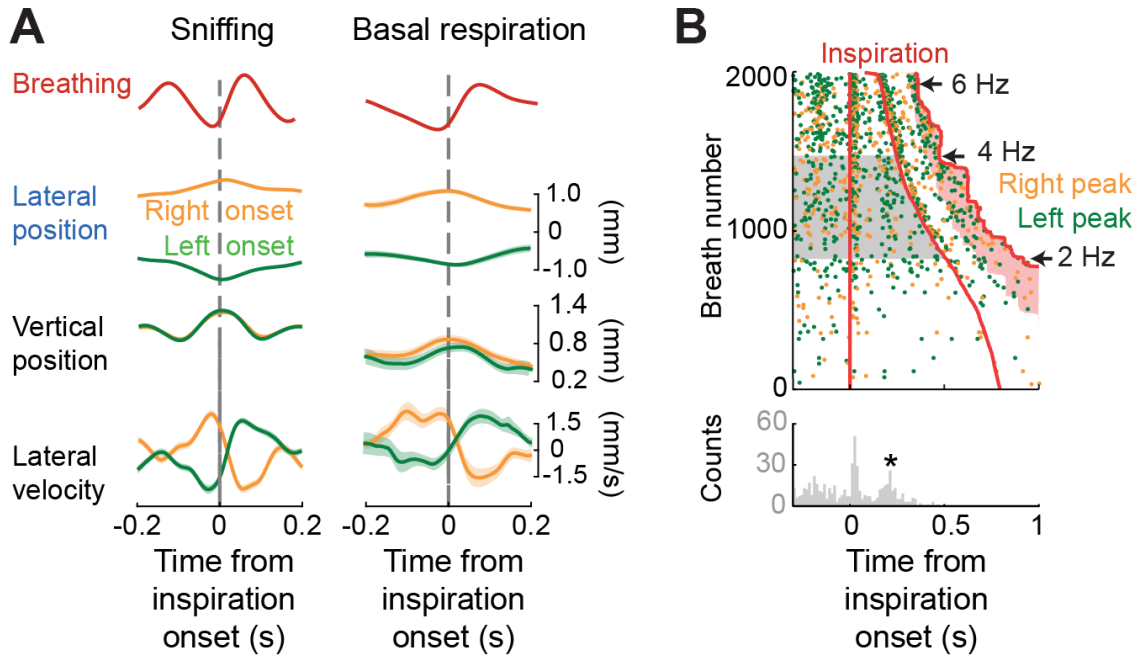 A
Sniffing
Basal respiration
Breathing
Lateral
position
Right onset
Left onset
1.0
0
-1.0
(mm)
Vertical
position
1.4
0.8
0.2
(mm)
Lateral
velocity
1.5
0
-1.5
(mm/s)
-0.2 0 0.2
-0.2 0 0.2
Time from
inspiration
onset (s)
Time from
inspiration
onset (s)
B
Inspiration
2000
1000
0
Breath number
6 Hz
4 Hz
2 Hz
Right peak
Left peak
60
30
0
Counts
*
0 0.5 1
Time from
inspiration
onset (s)